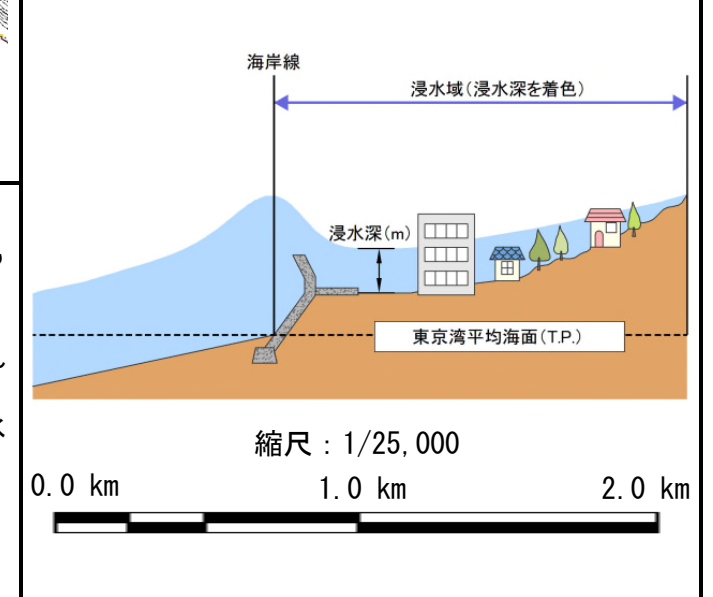 海岸線
浸水域(浸水深を着色)
浸水深(m)
東京湾平均海面(T.P.)
縮尺：1/25,000
0.0 km 1.0 km 2.0 km